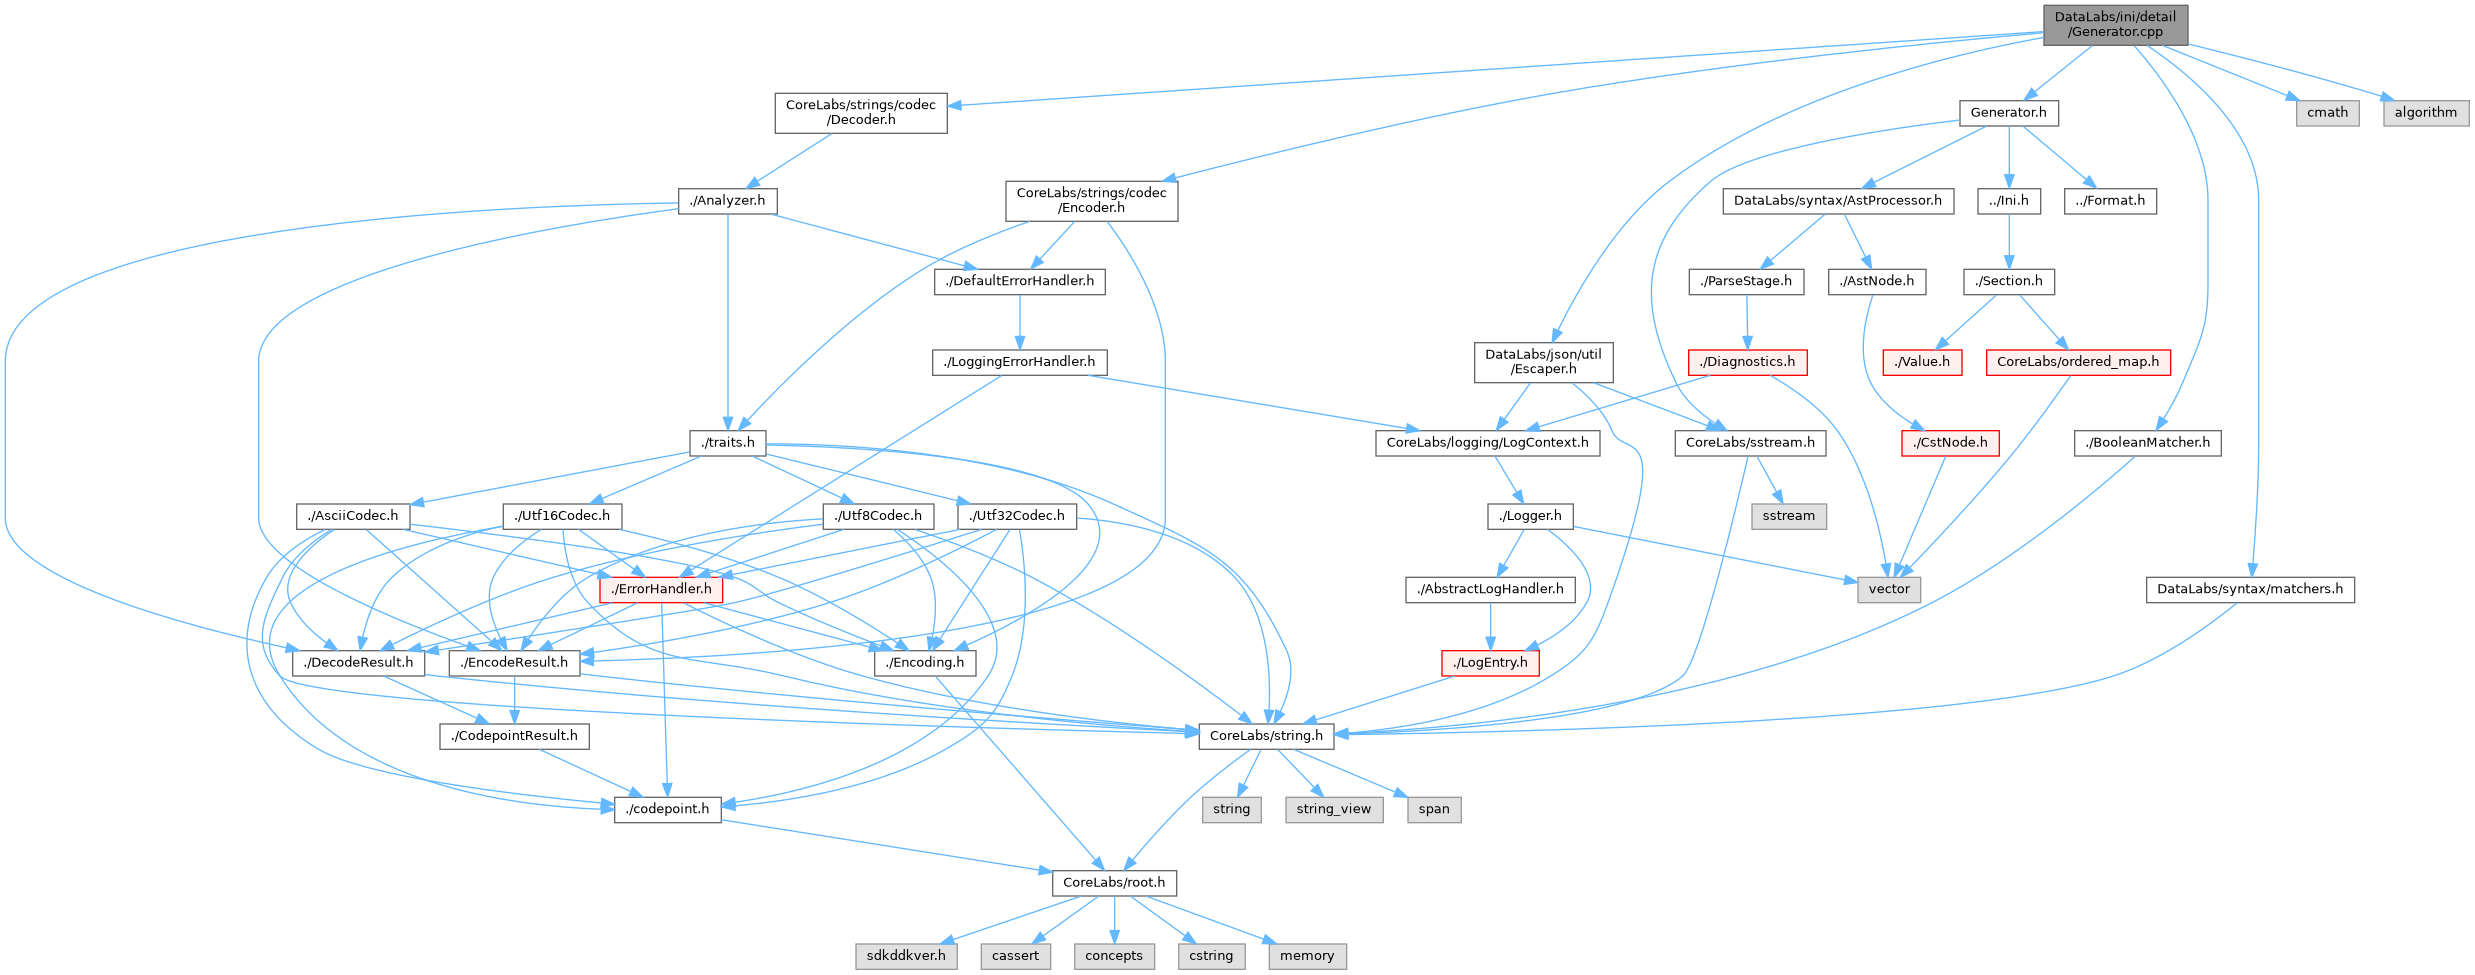 DataLabs/ini/detail
/Generator.cpp
CoreLabs/strings/codec
/Decoder.h
Generator.h
cmath
algorithm
./Analyzer.h
CoreLabs/strings/codec
/Encoder.h
DataLabs/syntax/AstProcessor.h
../Ini.h
../Format.h
./DefaultErrorHandler.h
./ParseStage.h
./AstNode.h
./Section.h
./LoggingErrorHandler.h
DataLabs/json/util
/Escaper.h
./Diagnostics.h
./Value.h
CoreLabs/ordered_map.h
./traits.h
CoreLabs/logging/LogContext.h
CoreLabs/sstream.h
./CstNode.h
./BooleanMatcher.h
./AsciiCodec.h
./Utf16Codec.h
./Utf8Codec.h
./Utf32Codec.h
./Logger.h
sstream
./ErrorHandler.h
./AbstractLogHandler.h
vector
DataLabs/syntax/matchers.h
./DecodeResult.h
./EncodeResult.h
./Encoding.h
./LogEntry.h
./CodepointResult.h
CoreLabs/string.h
./codepoint.h
string
string_view
span
CoreLabs/root.h
sdkddkver.h
cassert
concepts
cstring
memory